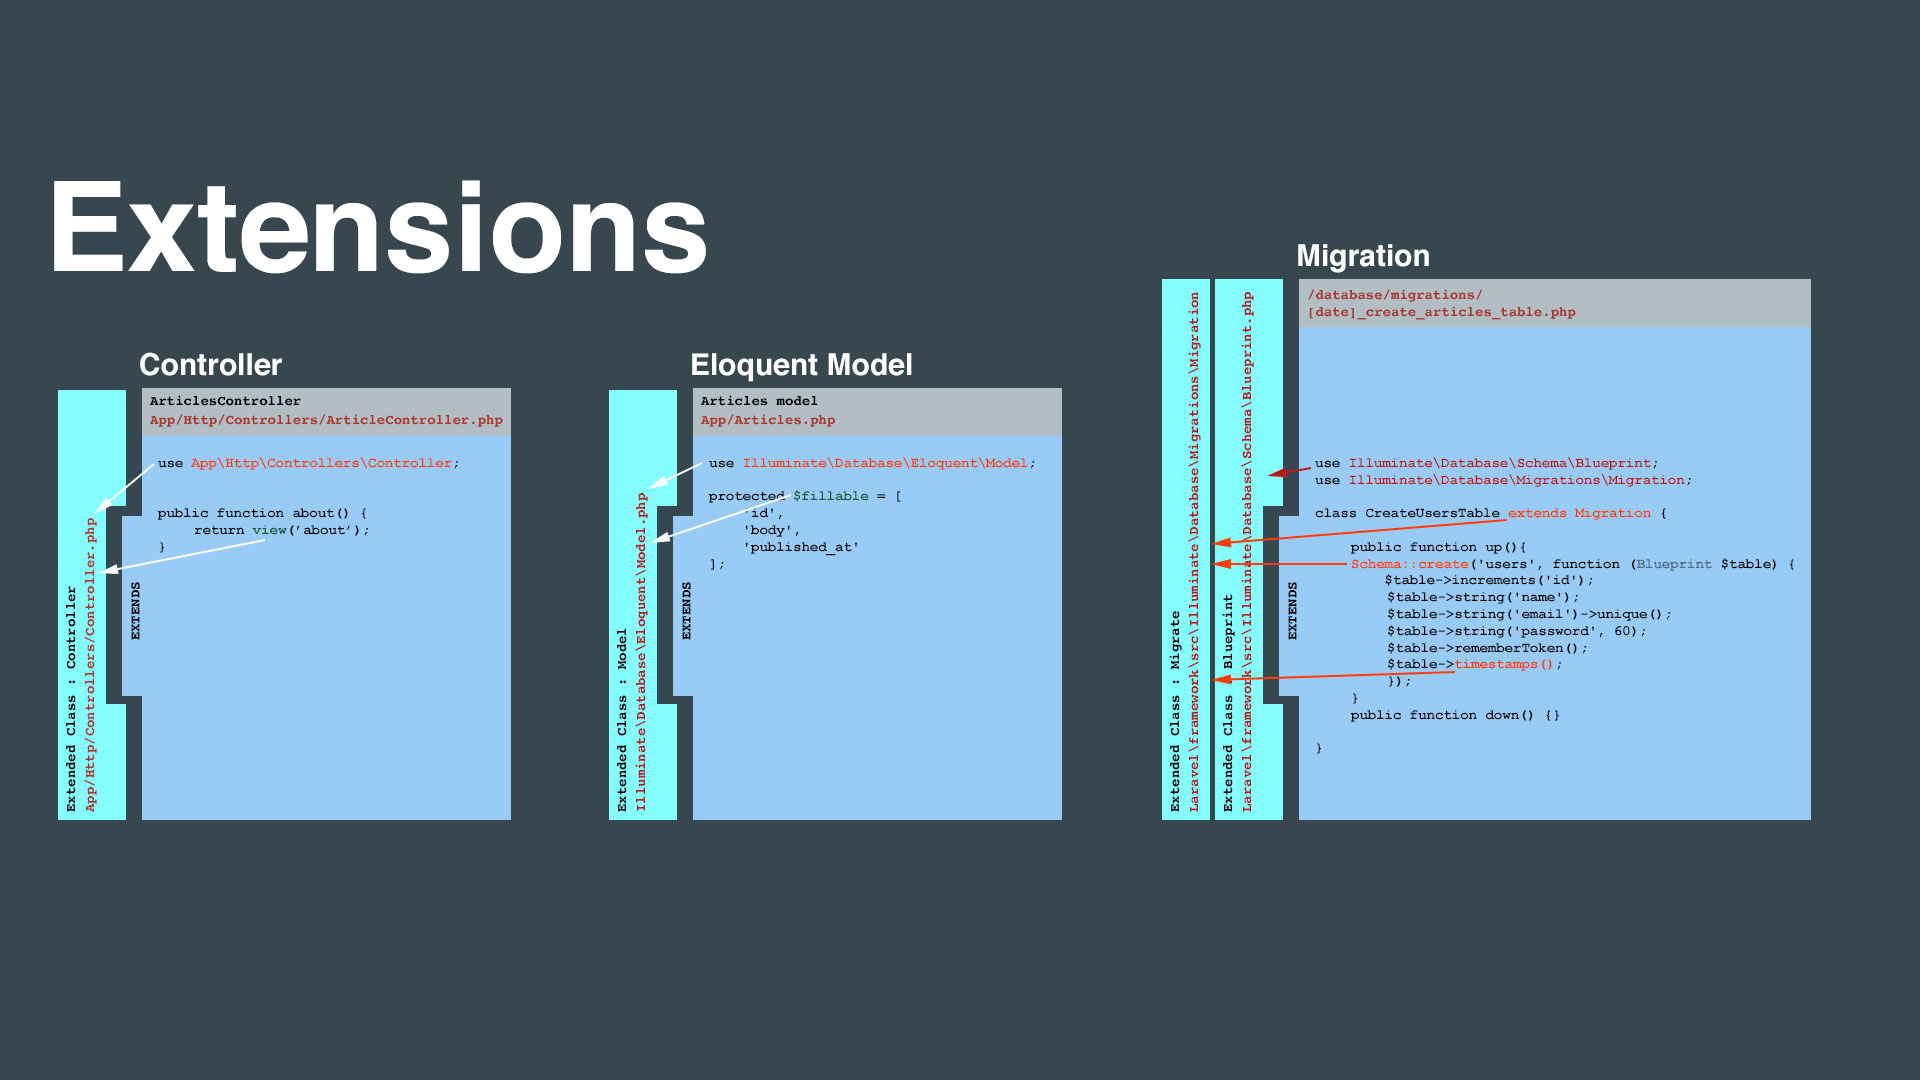 Extensions
Controller
Extended Class : Controller
App/Http/Controllers/Controller.php
EXTENDS
ArticlesController
App/Http/Controllers/ArticleController.php
use App\Http\Controllers\Controller;
public function about() {
return view(’about’);
}
Eloquent Model
Extended Class : Model
Illuminate\Database\Eloquent\Model.php
EXTENDS
Articles model
App/Articles.php
use Illuminate\Database\Eloquent\Model;
protected $fillable = [
'id',
'body',
'published_at'
];
Migration
Extended Class : Migrate
Laravel\framework\src\Illuminate\Database\Migrations\Migration
Extended Class : Blueprint
Laravel\framework\src\Illuminate\Database\Schema\Blueprint.php
EXTENDS
/database/migrations/
[date]_create_articles_table.php
use Illuminate\Database\Schema\Blueprint;
use Illuminate\Database\Migrations\Migration;
class CreateUsersTable extends Migration {
public function up(){
Schema::create('users', function (Blueprint $table) {
$table->increments('id');
$table->string('name');
$table->string('email')->unique();
$table->string('password', 60);
$table->rememberToken();
$table->timestamps();
});
}
public function down() {}
}